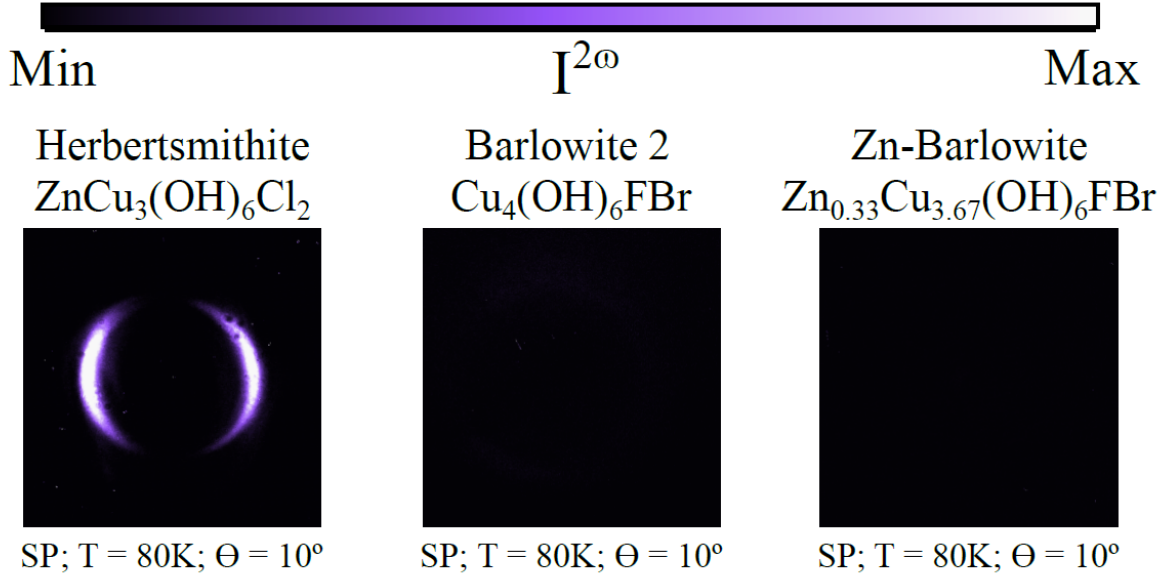 Min I²ω Max
Herbertsmithite
ZnCu₃(OH)₆Cl₂
SP; T = 80K; Ө = 10º
Barlowite 2
Cu₄(OH)₆FBr
SP; T = 80K; Ө = 10º
Zn-Barlowite
Zn₀.₃₃Cu₃.₆₇(OH)₆FBr
SP; T = 80K; Ө = 10º